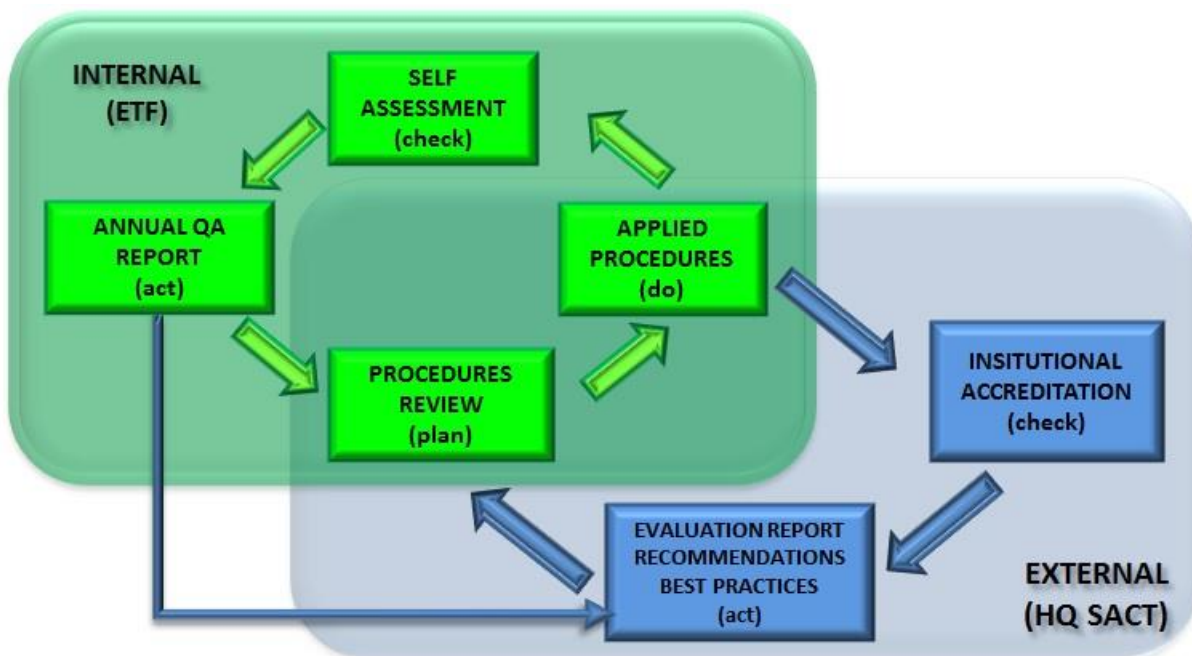 INTERNAL
(ETF)
SELF
ASSESSMENT
(check)
ANNUAL QA
REPORT
(act)
APPLIED
PROCEDURES
(do)
PROCEDURES
REVIEW
(plan)
INSITUTIONAL
ACCREDITATION
(check)
EVALUATION REPORT
RECOMMENDATIONS
BEST PRACTICES
(act)
EXTERNAL
(HQ SACT)